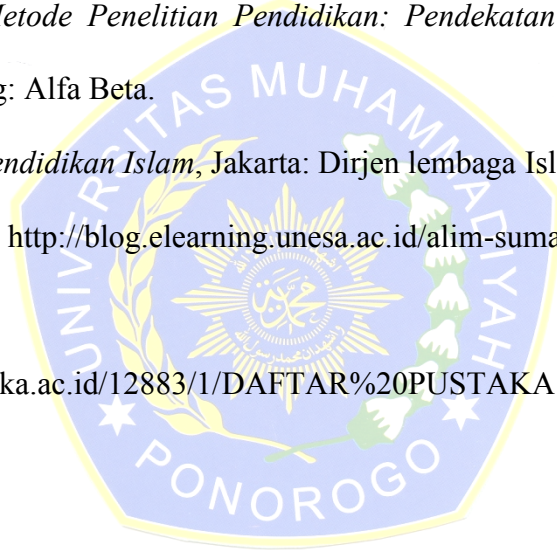 Metode Penelitian Pendidikan: Pendekatan
g: Alfa Beta.
endidikan Islam, Jakarta: Dirjen lembaga Isl
http://blog.elearning.unesa.ac.id/alim-suma
ka.ac.id/12883/1/DAFTAR%20PUSTAKA
UNIVERSITAS MUHAMMADIYAH
PONOROGO